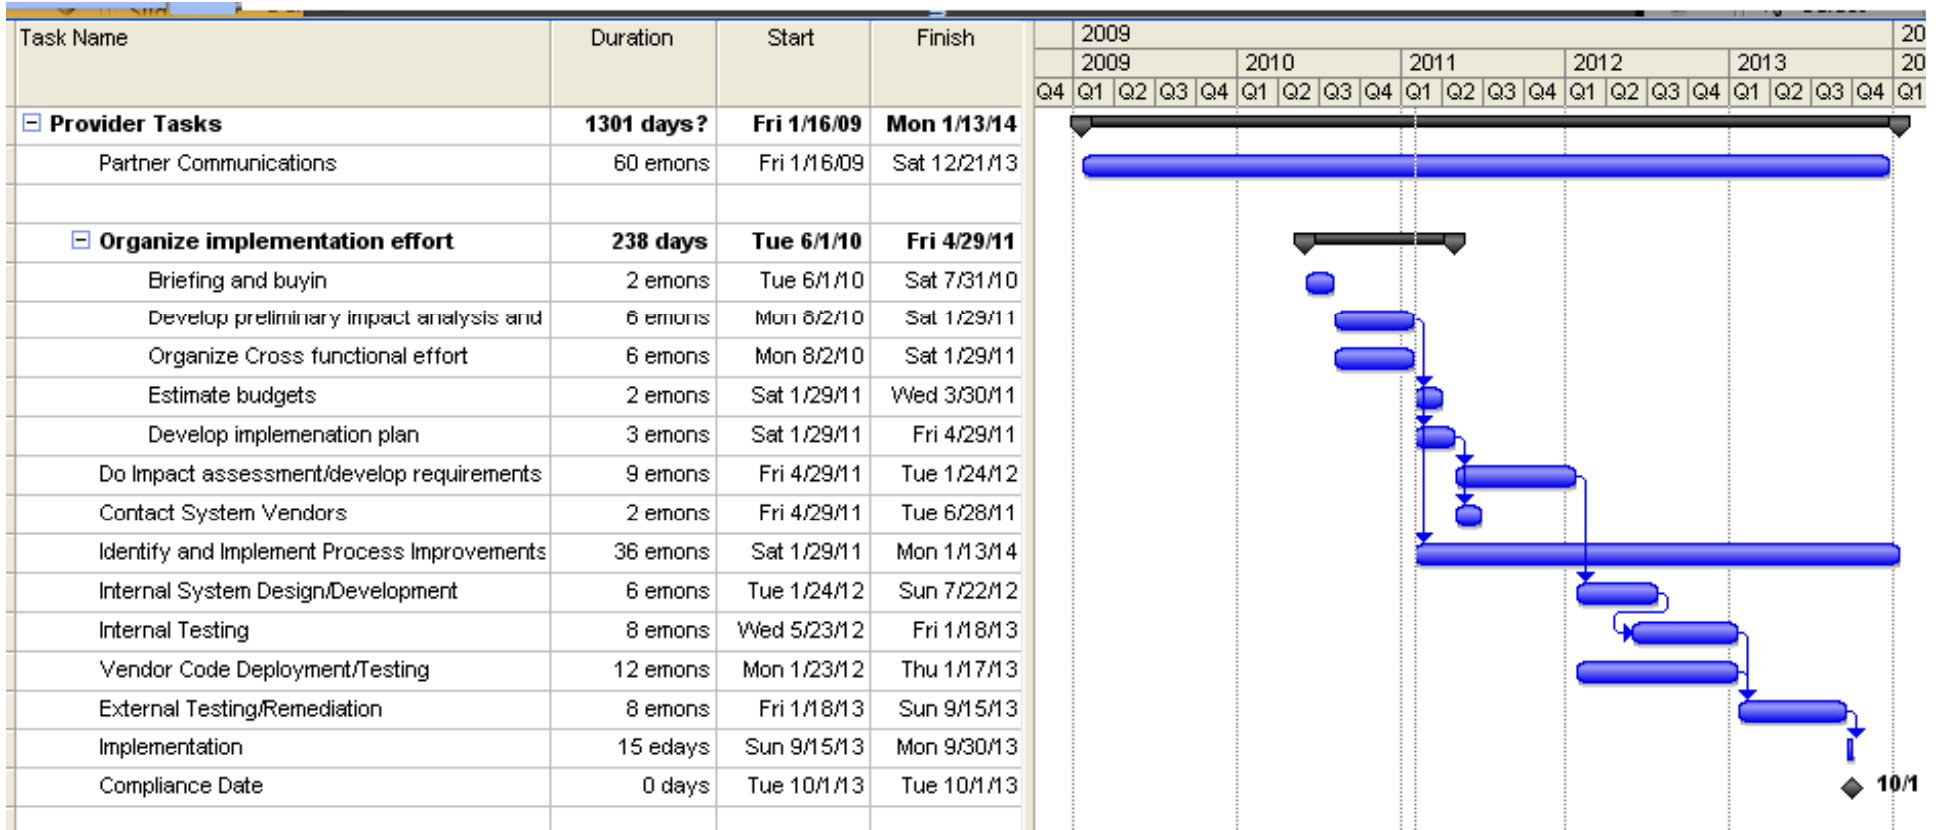 Task Name Duration Start Finish 2009 20
2009 2010 2011 2012 2013 20
Q4 Q1 Q2 Q3 Q4 Q1 Q2 Q3 Q4 Q1 Q2 Q3 Q4 Q1 Q2 Q3 Q4 Q1 Q2 Q3 Q4 Q1
Provider Tasks 1301 days? Fri 1/16/09 Mon 1/13/14
Partner Communications 60 emons Fri 1/16/09 Sat 12/21/13
Organize implementation effort 238 days Tue 6/1/10 Fri 4/29/11
Briefing and buyin 2 emons Tue 6/1/10 Sat 7/31/10
Develop preliminary impact analysis and 6 emons Mon 8/2/10 Sat 1/29/11
Organize Cross functional effort 6 emons Mon 8/2/10 Sat 1/29/11
Estimate budgets 2 emons Sat 1/29/11 Wed 3/30/11
Develop implemenation plan 3 emons Sat 1/29/11 Fri 4/29/11
Do Impact assessment/develop requirements 9 emons Fri 4/29/11 Tue 1/24/12
Contact System Vendors 2 emons Fri 4/29/11 Tue 6/28/11
Identify and Implement Process Improvements 36 emons Sat 1/29/11 Mon 1/13/14
Internal System Design/Development 6 emons Tue 1/24/12 Sun 7/22/12
Internal Testing 8 emons Wed 5/23/12 Fri 1/18/13
Vendor Code Deployment/Testing 12 emons Mon 1/23/12 Thu 1/17/13
External Testing/Remediation 8 emons Fri 1/18/13 Sun 9/15/13
Implementation 15 edays Sun 9/15/13 Mon 9/30/13
Compliance Date 0 days Tue 10/1/13 Tue 10/1/13 10/1